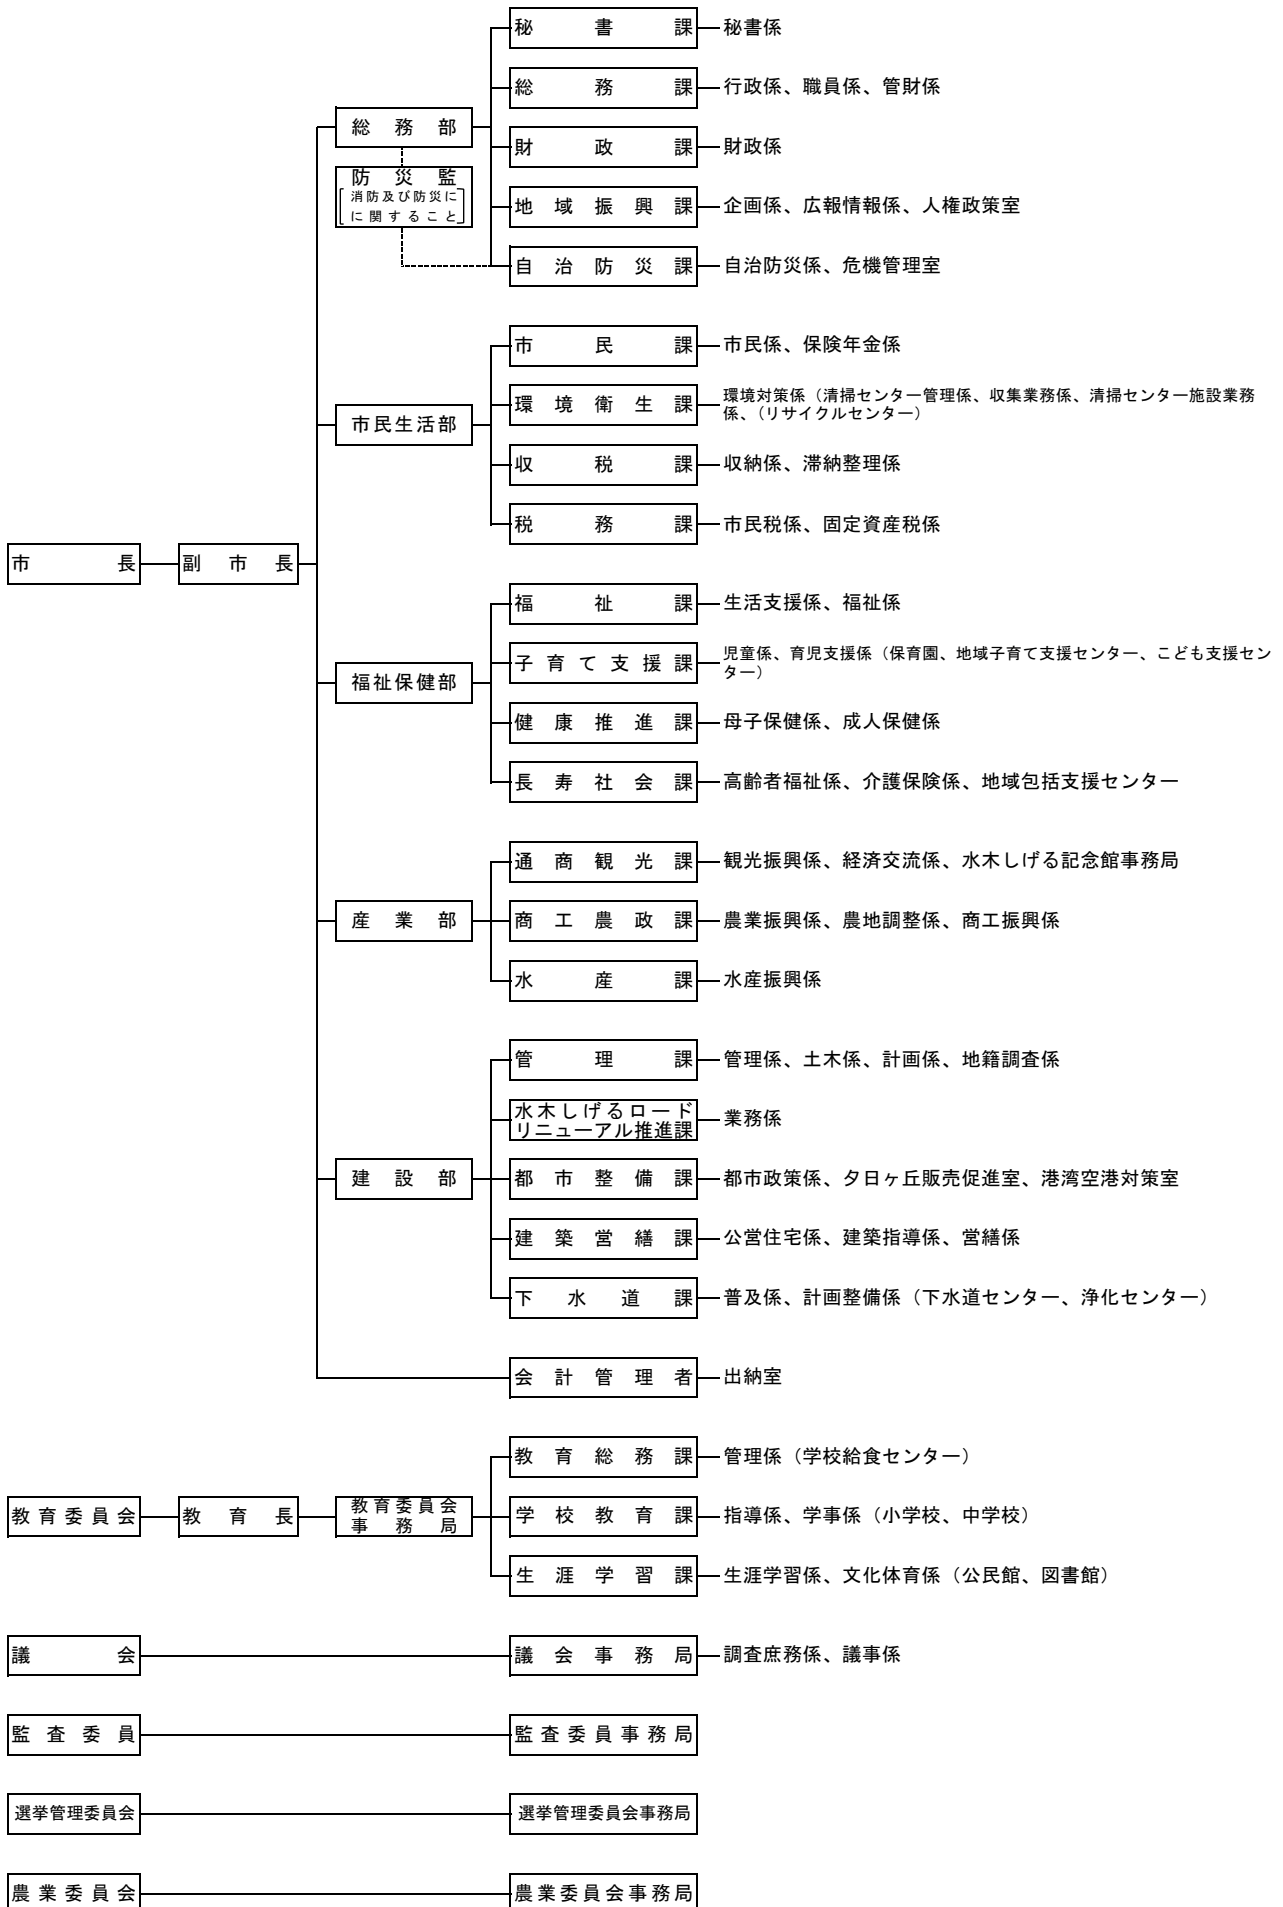 秘書課 秘書係
総務課 行政係、職員係、管財係
総務部
財政課 財政係
防災監
消防及び防災に
に関すること
地域振興課 企画係、広報情報係、人権政策室
自治防災課 自治防災係、危機管理室
市民課 市民係、保険年金係
環境衛生課 環境対策係（清掃センター管理係、収集業務係、清掃センター施設業務
係、（リサイクルセンター）
市民生活部
収税課 収納係、滞納整理係
税務課 市民税係、固定資産税係
市長 副市長
福祉課 生活支援係、福祉係
子育て支援課 児童係、育児支援係（保育園、地域子育て支援センター、こども支援セン
ター）
福祉保健部
健康推進課 母子保健係、成人保健係
長寿社会課 高齢者福祉係、介護保険係、地域包括支援センター
通商観光課 観光振興係、経済交流係、水木しげる記念館事務局
産業部 商工農政課 農業振興係、農地調整係、商工振興係
水産課 水産振興係
管理課 管理係、土木係、計画係、地籍調査係
水木しげるロード
リニューアル推進課 業務係
建設部 都市整備課 都市政策係、夕日ヶ丘販売促進室、港湾空港対策室
建築営繕課 公営住宅係、建築指導係、営繕係
下水道課 普及係、計画整備係（下水道センター、浄化センター）
会計管理者 出納室
教育総務課 管理係（学校給食センター）
教育委員会 教育長 教育委員会
事務局
学校教育課 指導係、学事係（小学校、中学校）
生涯学習課 生涯学習係、文化体育係（公民館、図書館）
議会 議会事務局 調査庶務係、議事係
監査委員 監査委員事務局
選挙管理委員会 選挙管理委員会事務局
農業委員会 農業委員会事務局